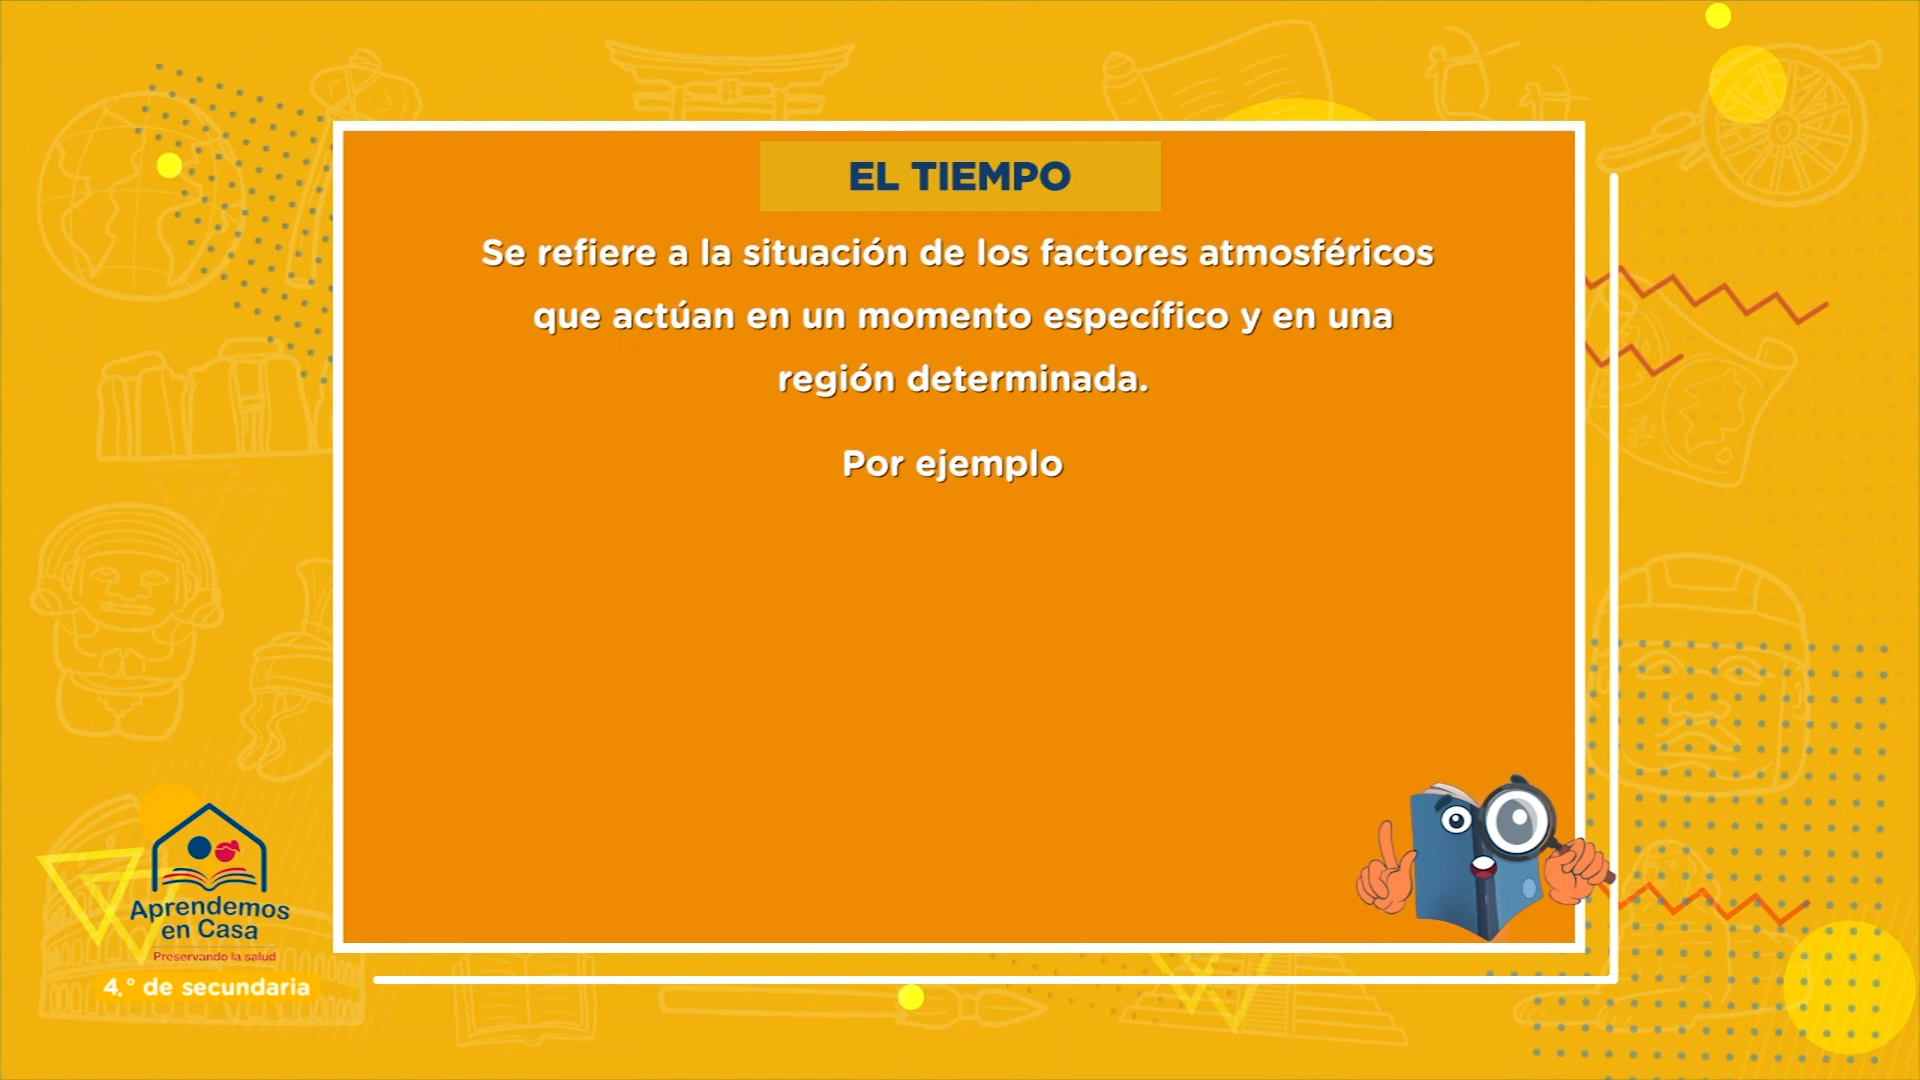 EL TIEMPO
Se refiere a la situación de los factores atmosféricos
que actúan en un momento específico y en una
región determinada.
Por ejemplo
Aprendemos
en Casa
Preservando la salud
4.° de secundaria